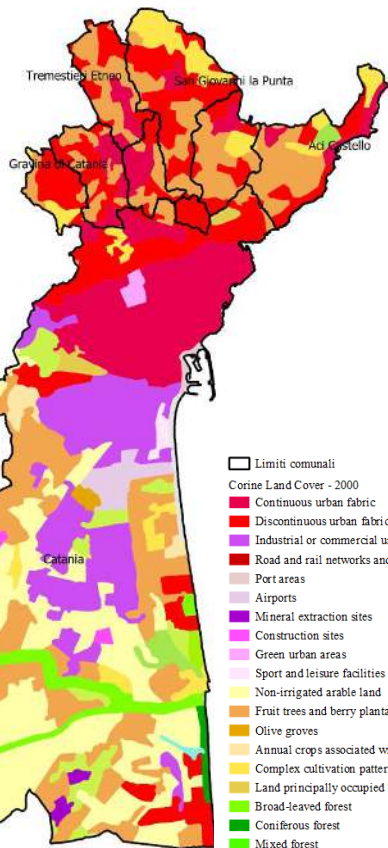 Tremestieri Etneo
San Giovanni la Punta
Gravina di Catania
Aci Castello
Catania
Limiti comunali
Corine Land Cover - 2000
Continuous urban fabric
Discontinuous urban fabric
Industrial or commercial
Road and rail networks and
Port areas
Airports
Mineral extraction sites
Construction sites
Green urban areas
Sport and leisure facilities
Non-irrigated arable land
Fruit trees and berry
Olive groves
Annual crops associated
Complex cultivation
Land principally occupied
Broad-leaved forest
Coniferous forest
Mixed forest